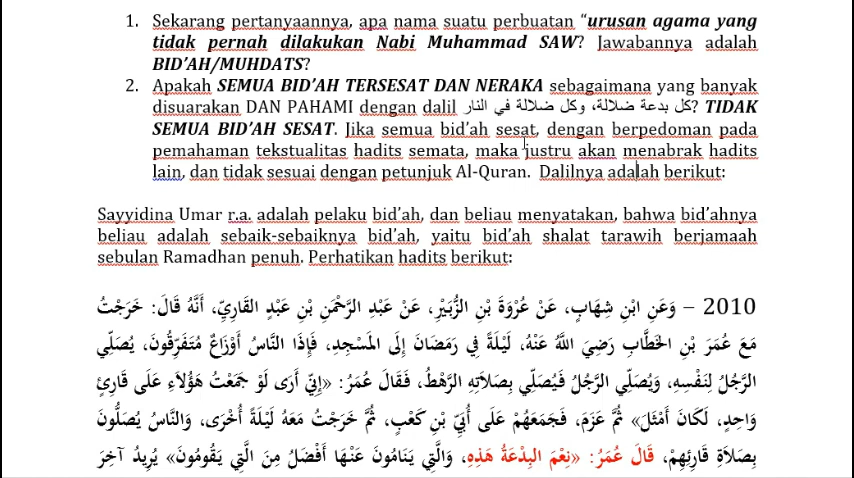 1. Sekarang pertanyaannya, apa nama suatu perbuatan “urusan agama yang
tidak pernah dilakukan Nabi Muhammad SAW? Jawabannya adalah
BID’AH/MUHDATS?
2. Apakah SEMUA BID’AH TERSESAT DAN NERAKA sebagaimana yang banyak
disuarakan DAN PAHAMI dengan dalil كل بدعة ضلالة، وكل ضلالة في النار? TIDAK
SEMUA BID’AH SESAT. Jika semua bid’ah sesat, dengan berpedoman pada
pemahaman tekstualitas hadits semata, maka justru akan menabrak hadits
lain, dan tidak sesuai dengan petunjuk Al-Quran. Dalilnya adalah berikut:
Sayyidina Umar r.a. adalah pelaku bid’ah, dan beliau menyatakan, bahwa bid’ahnya
beliau adalah sebaik-sebaiknya bid’ah, yaitu bid’ah shalat tarawih berjamaah
sebulan Ramadhan penuh. Perhatikan hadits berikut:
2010 – وَعَنِ ابْنِ شِهَابٍ، عَنْ عُرْوَةَ بْنِ الزُّبَيْرِ، عَنْ عَبْدِ الرَّحْمَنِ بْنِ عَبْدٍ القَارِيِّ، أَنَّهُ قَالَ: خَرَجْتُ
مَعَ عُمَرَ بْنِ الخَطَّابِ رَضِيَ اللَّهُ عَنْهُ، لَيْلَةً فِي رَمَضَانَ إِلَى المَسْجِدِ، فَإِذَا النَّاسُ أَوْزَاعٌ مُتَفَرِّقُونَ، يُصَلِّي
الرَّجُلُ لِنَفْسِهِ، وَيُصَلِّي الرَّجُلُ فَيُصَلِّي بِصَلاَتِهِ الرَّهْطُ، فَقَالَ عُمَرُ: «إِنِّي أَرَى لَوْ جَمَعْتُ هَؤُلاَءِ عَلَى قَارِئٍ
وَاحِدٍ، لَكَانَ أَمْثَلَ» ثُمَّ عَزَمَ، فَجَمَعَهُمْ عَلَى أُبَيِّ بْنِ كَعْبٍ، ثُمَّ خَرَجْتُ مَعَهُ لَيْلَةً أُخْرَى، وَالنَّاسُ يُصَلُّونَ
بِصَلاَةِ قَارِئِهِمْ، قَالَ عُمَرُ: «نِعْمَ البِدْعَةُ هَذِهِ، وَالَّتِي يَنَامُونَ عَنْهَا أَفْضَلُ مِنَ الَّتِي يَقُومُونَ» يُرِيدُ آخِرَ